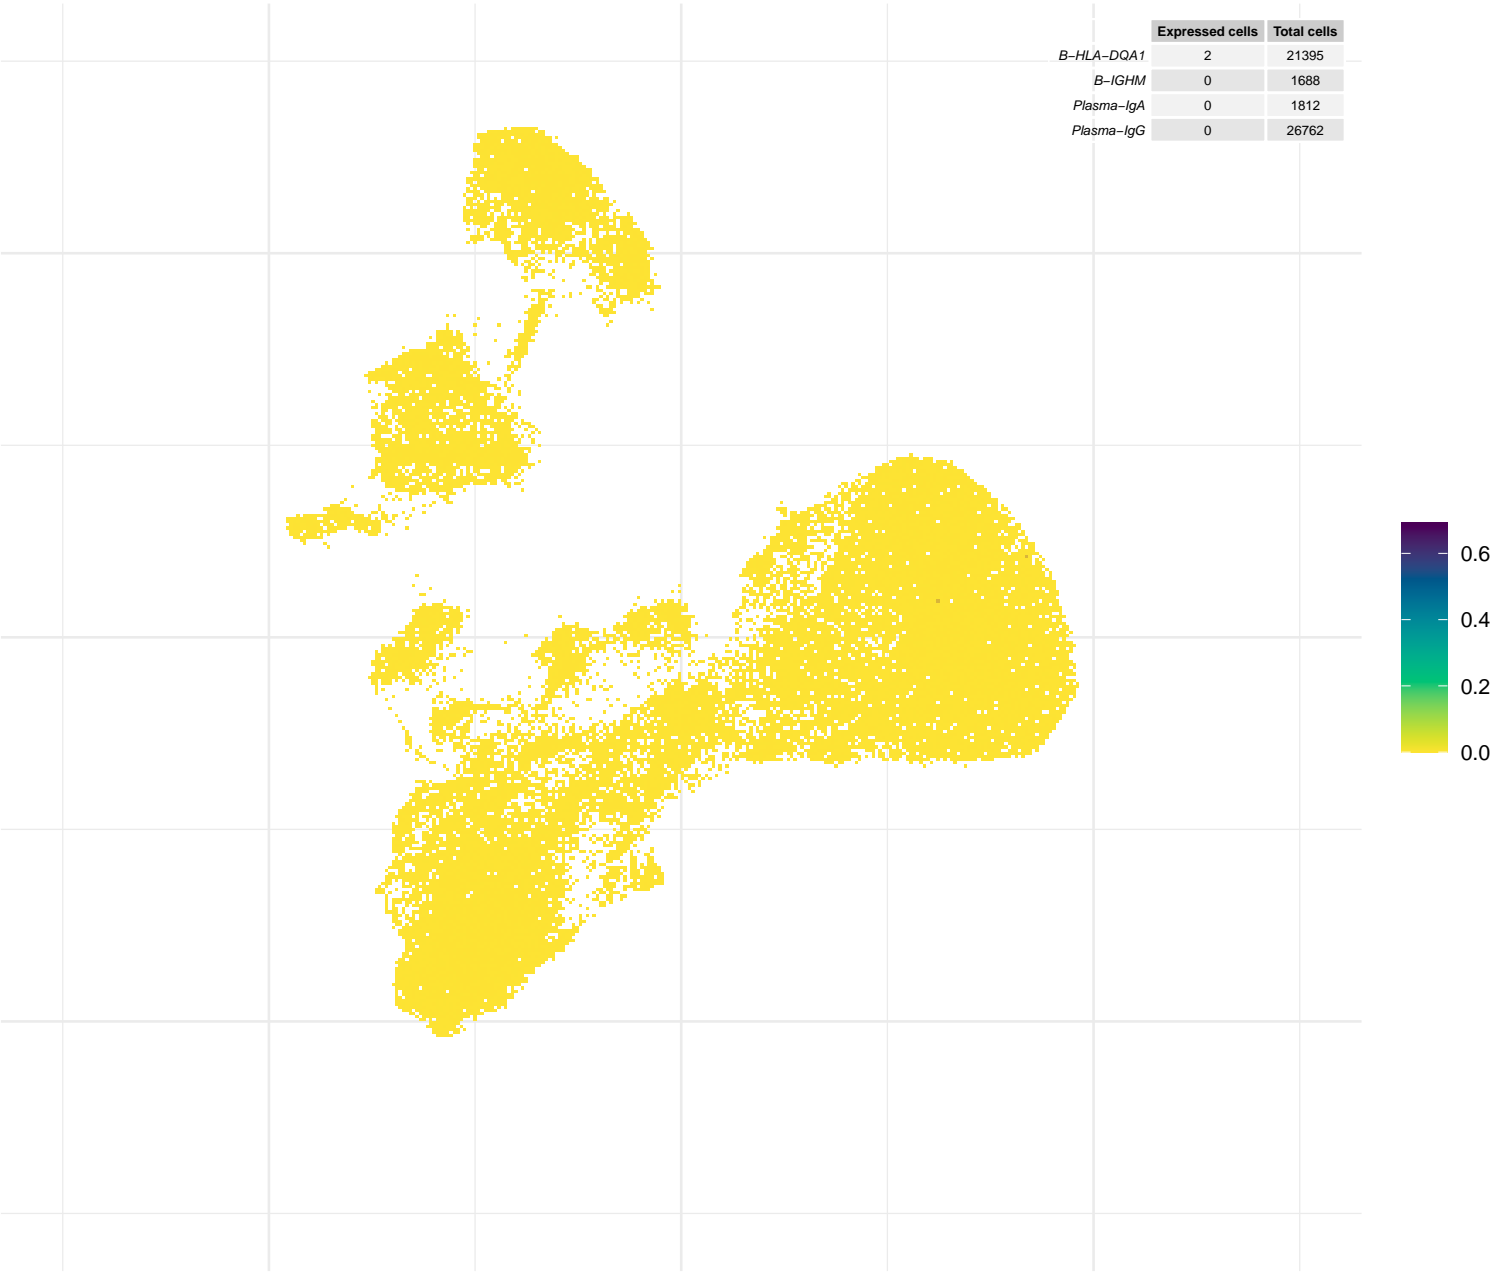 Expressed cells Total cells
B−HLA−DQA1 2 21395
B−IGHM 0 1688
Plasma−IgA 0 1812
Plasma−IgG 0 26762
0.6
0.4
0.2
0.0